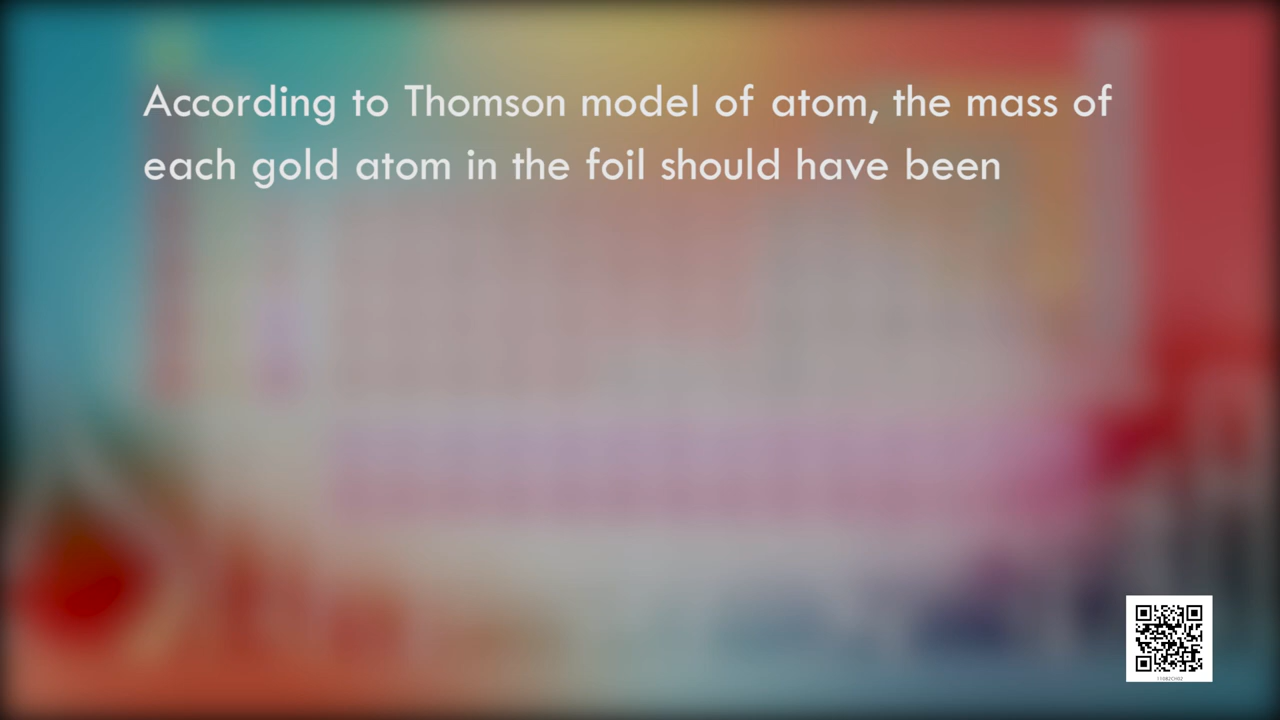 According to Thomson model of atom, the mass of
each gold atom in the foil should have been